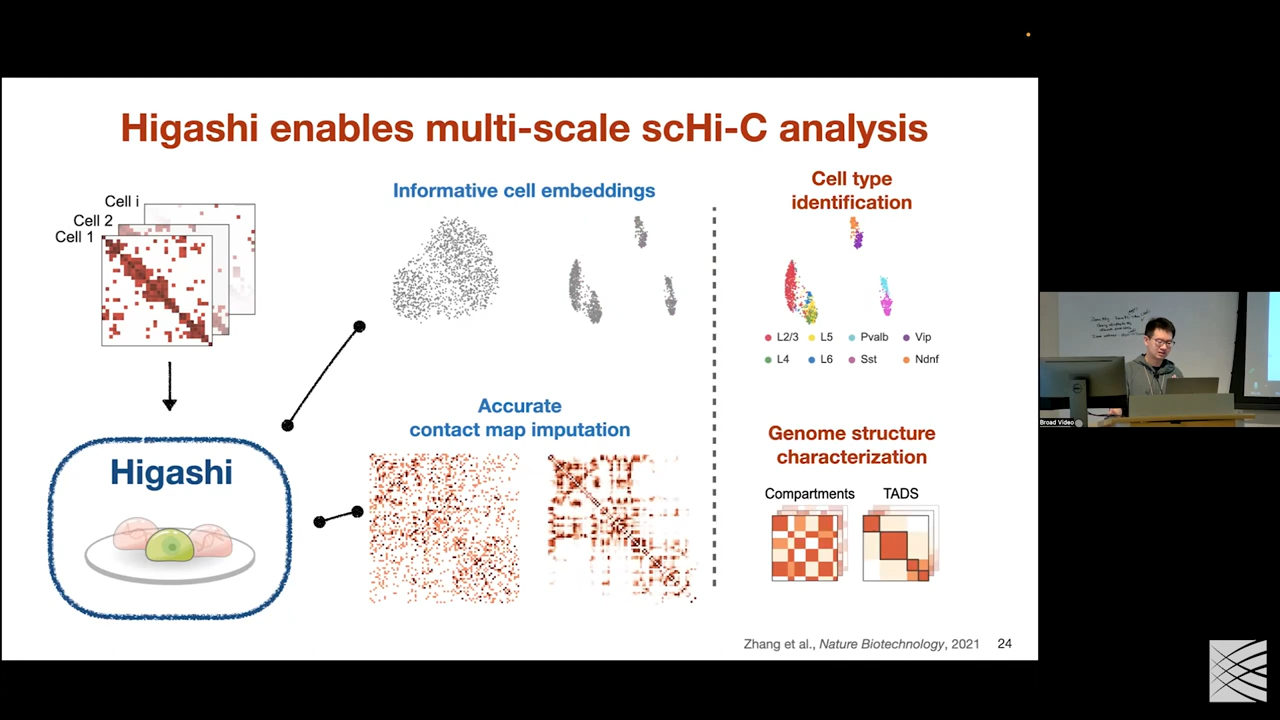 Higashi enables multi-scale scHi-C analysis
Cell i
Cell 2
Cell 1
Higashi
Informative cell embeddings
Accurate
contact map imputation
Cell type
identification
L2/3
L5
Pvalb
Vip
L4
L6
Sst
Ndnf
Genome structure
characterization
Compartments
TADS
Zhang et al., Nature Biotechnology, 2021
24
Broad Video